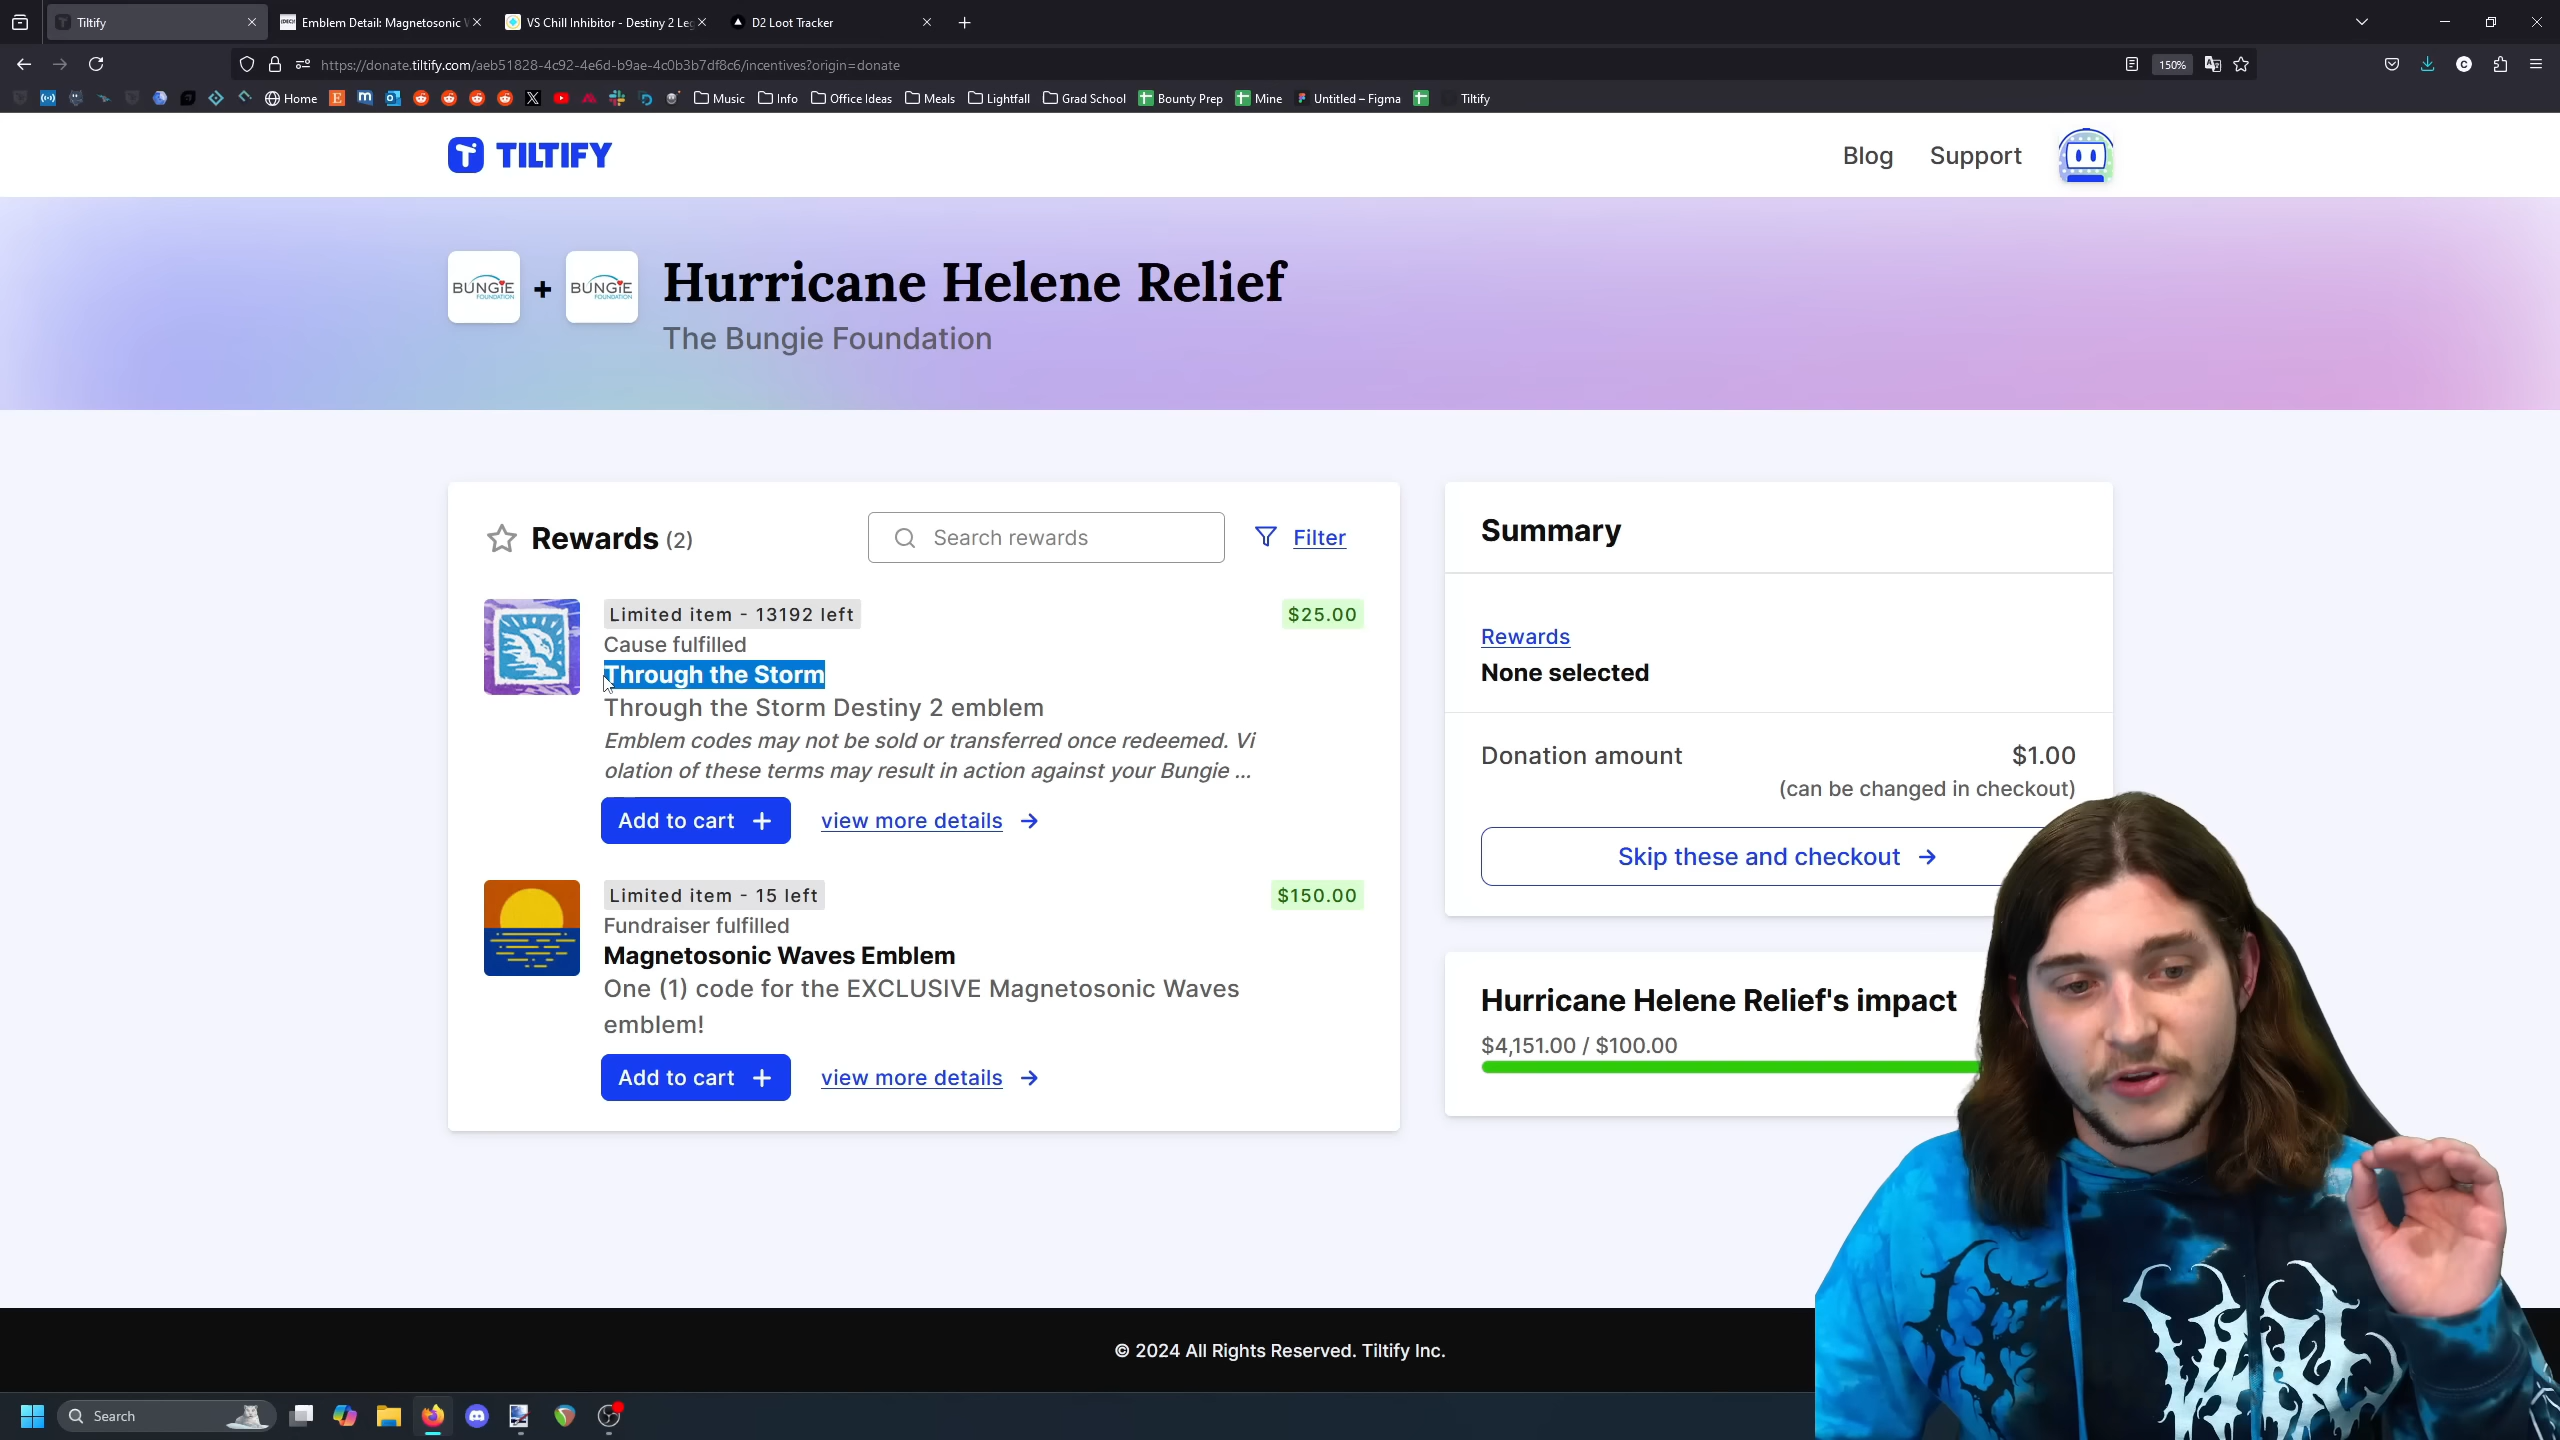 Tiltify
Emblem Detail: Magnetosonic W
VS Chill Inhibitor - Destiny 2 Leg
D2 Loot Tracker
https://donate.tiltify.com/aeb51828-4c92-4e6d-b9ae-4c0b3b7df8c6/incentives?origin=donate
150%
Home
Music
Info
Office Ideas
Meals
Lightfall
Grad School
Bounty Prep
Mine
Untitled – Figma
Tiltify
TILTIFY
Blog
Support
BUNGIE FOUNDATION + BUNGIE FOUNDATION
Hurricane Helene Relief
The Bungie Foundation
Rewards (2)
Search rewards
Filter
Limited item - 13192 left
$25.00
Cause fulfilled
Through the Storm
Through the Storm Destiny 2 emblem
Emblem codes may not be sold or transferred once redeemed. Vi
olation of these terms may result in action against your Bungie ...
Add to cart +
view more details →
Limited item - 15 left
$150.00
Fundraiser fulfilled
Magnetosonic Waves Emblem
One (1) code for the EXCLUSIVE Magnetosonic Waves
emblem!
Add to cart +
view more details →
Summary
Rewards
None selected
Donation amount
$1.00
(can be changed in checkout)
Skip these and checkout →
Hurricane Helene Relief's impact
$4,151.00 / $100.00
© 2024 All Rights Reserved. Tiltify Inc.
Search